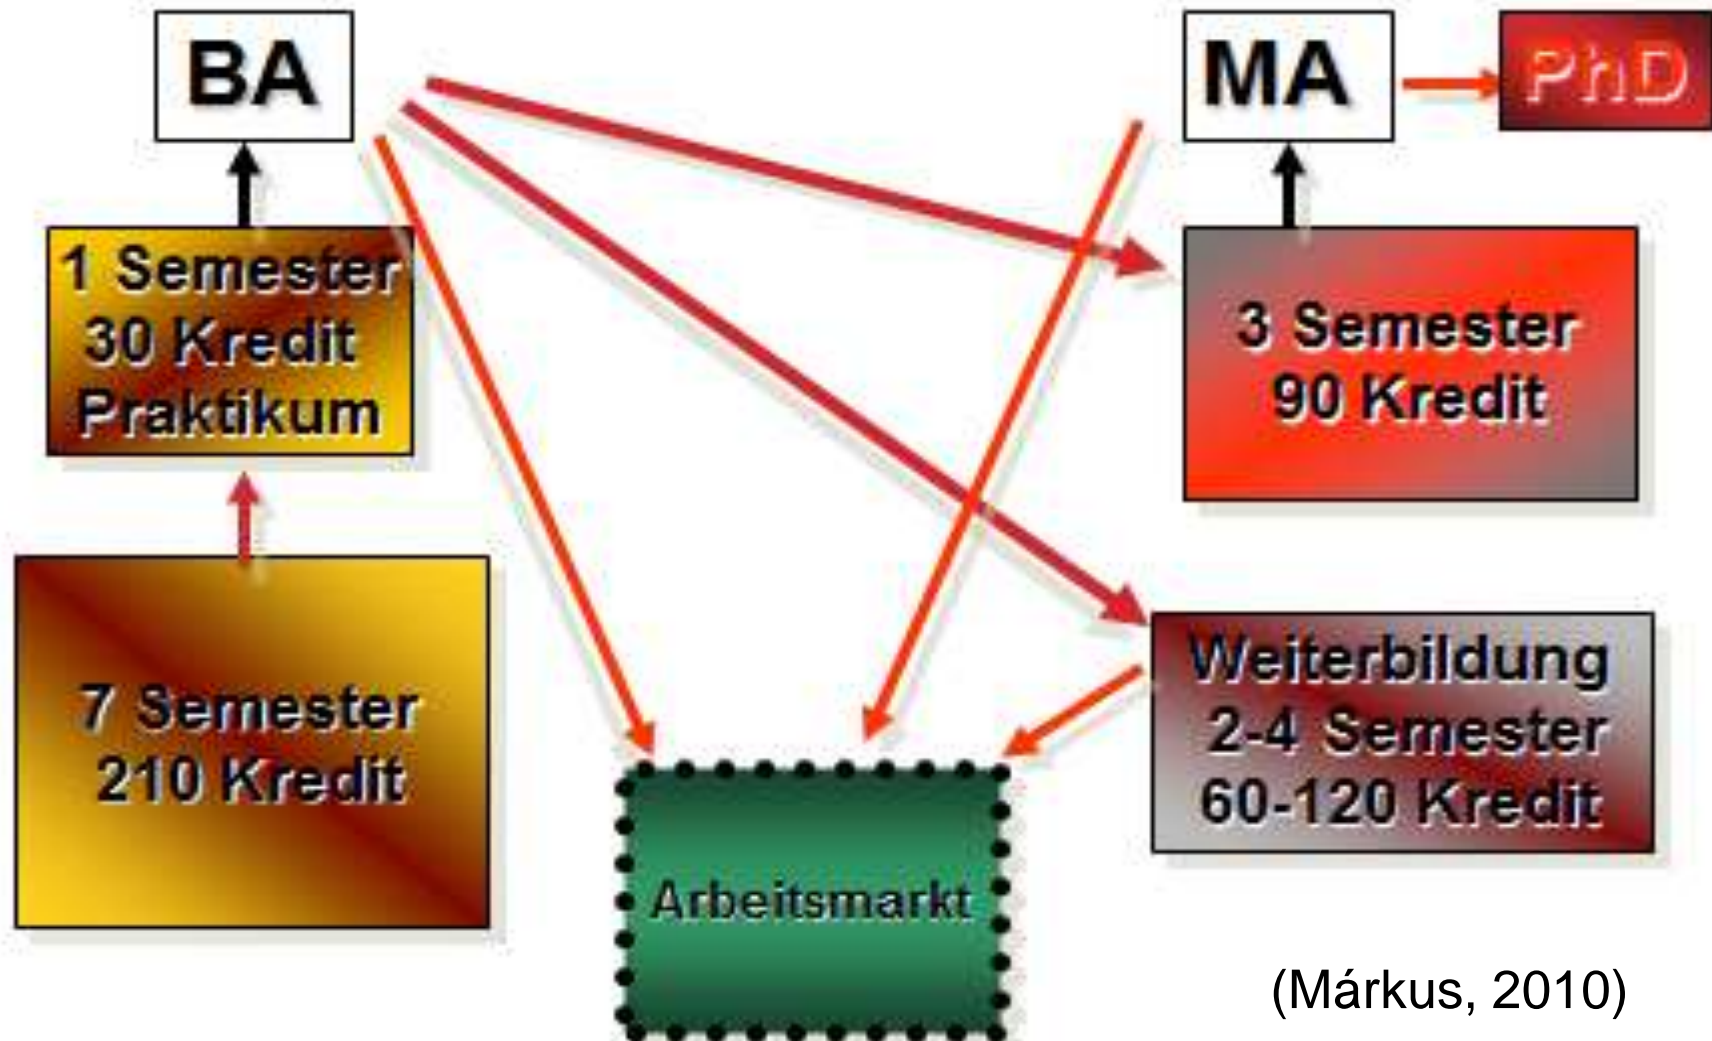 BA
MA
PhD
1 Semester
30 Kredit
Praktikum
3 Semester
90 Kredit
7 Semester
210 Kredit
Weiterbildung
2-4 Semester
60-120 Kredit
Arbeitsmarkt
(Márkus, 2010)